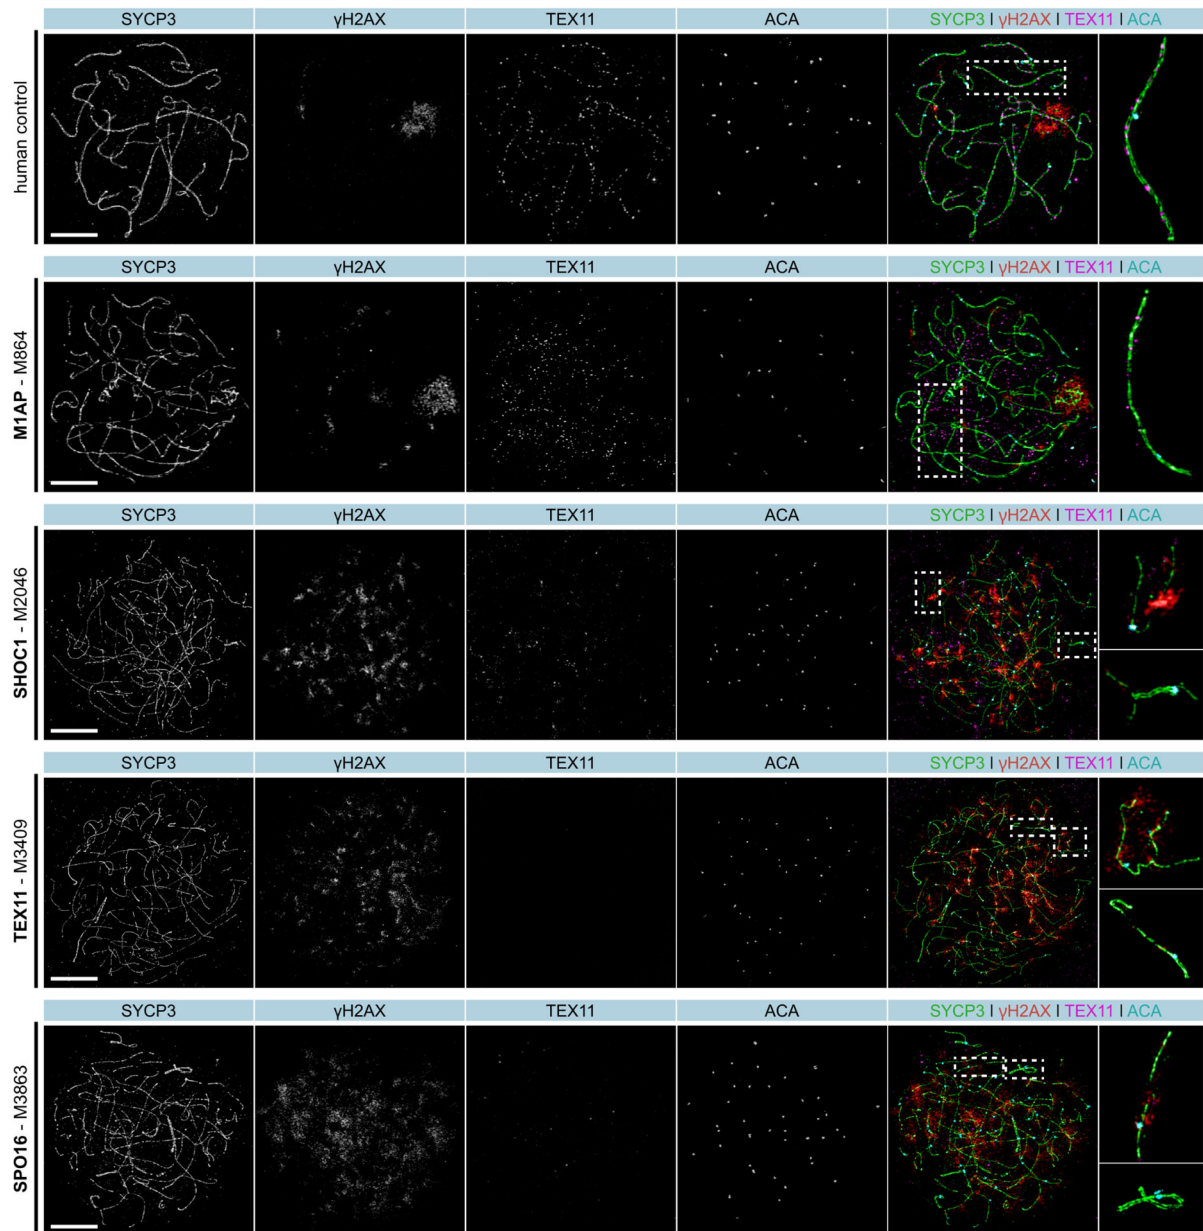 SYCP3 γH2AX TEX11 ACA SYCP3 I γH2AX I TEX11 I ACA
human control
SYCP3 γH2AX TEX11 ACA SYCP3 I γH2AX I TEX11 I ACA
M1AP - M864
SYCP3 γH2AX TEX11 ACA SYCP3 I γH2AX I TEX11 I ACA
SHOC1 - M2046
SYCP3 γH2AX TEX11 ACA SYCP3 I γH2AX I TEX11 I ACA
TEX11 - M3409
SYCP3 γH2AX TEX11 ACA SYCP3 I γH2AX I TEX11 I ACA
SPO16 - M3863